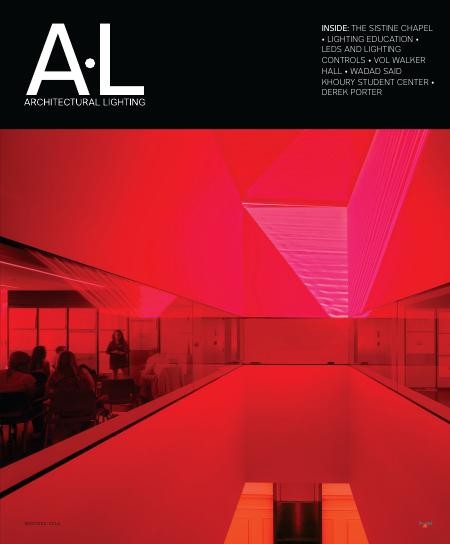 A·L
ARCHITECTURAL LIGHTING
INSIDE: THE SISTINE CHAPEL
• LIGHTING EDUCATION •
LEDS AND LIGHTING
CONTROLS • VOL WALKER
HALL • WADAD SAID
KHOURY STUDENT CENTER •
DEREK PORTER